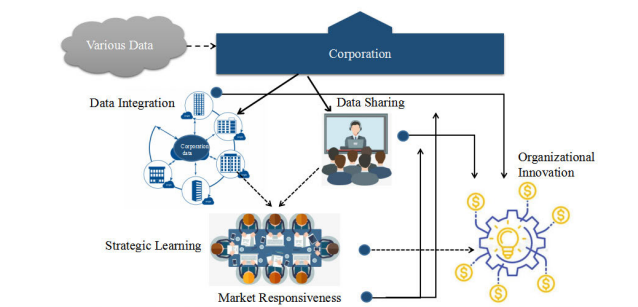 Various Data
Corporation
Data Integration
Data Sharing
Corporation
data
Organizational
Innovation
$
$
$
$
$
$
Strategic Learning
Market Responsiveness